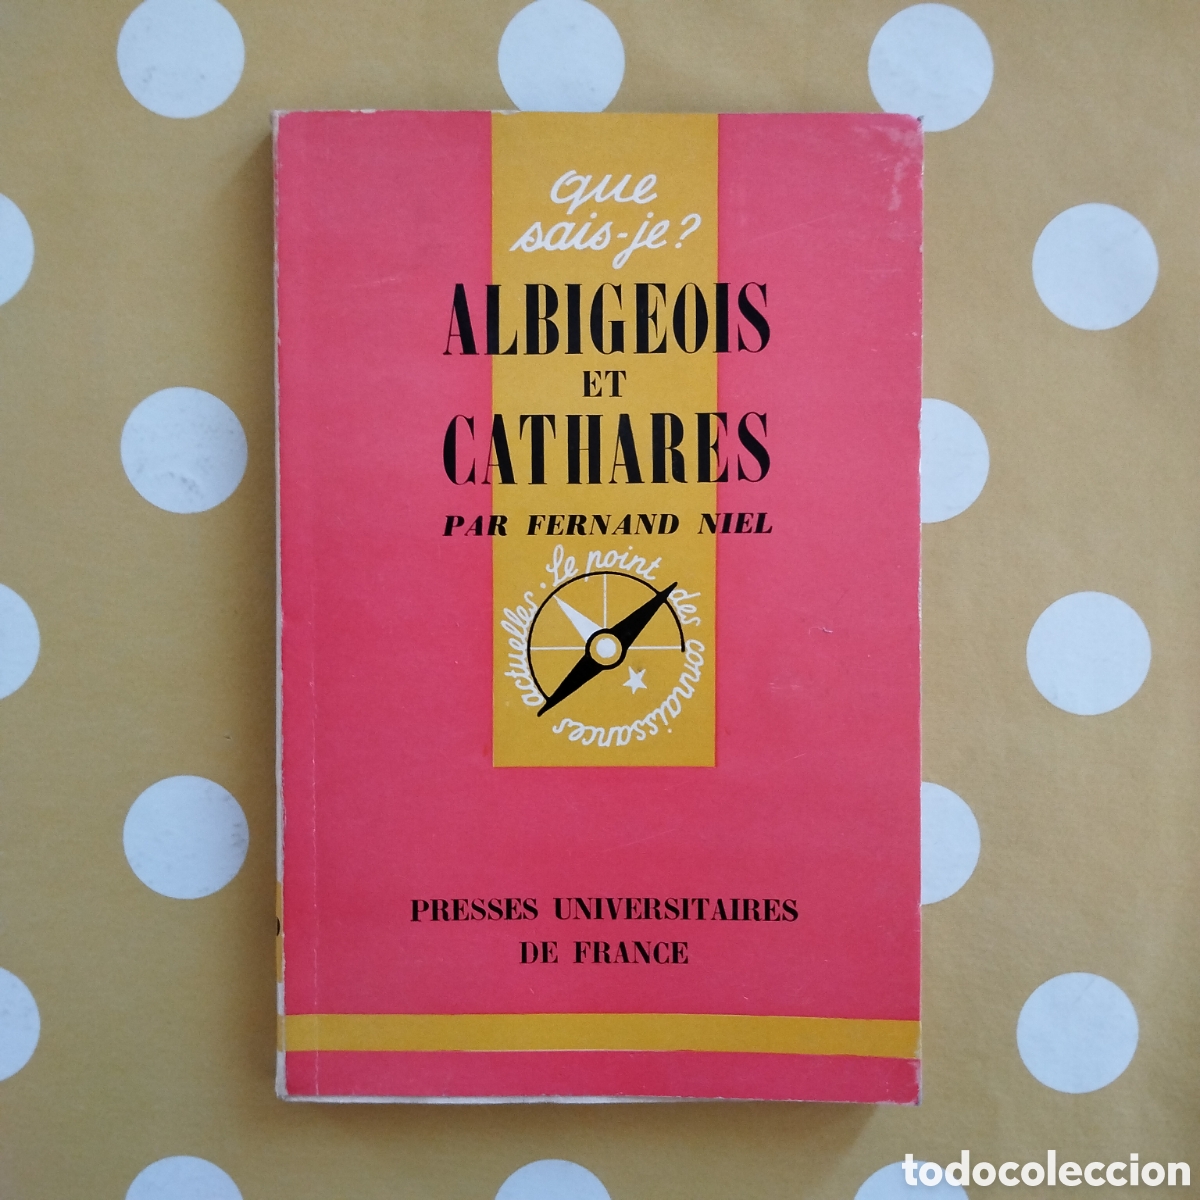 que
sais-je?
ALBIGEOIS
ET
CATHARES
PAR FERNAND NIEL
Le point des connaissances actuelles.
PRESSES UNIVERSITAIRES
DE FRANCE
todocoleccion